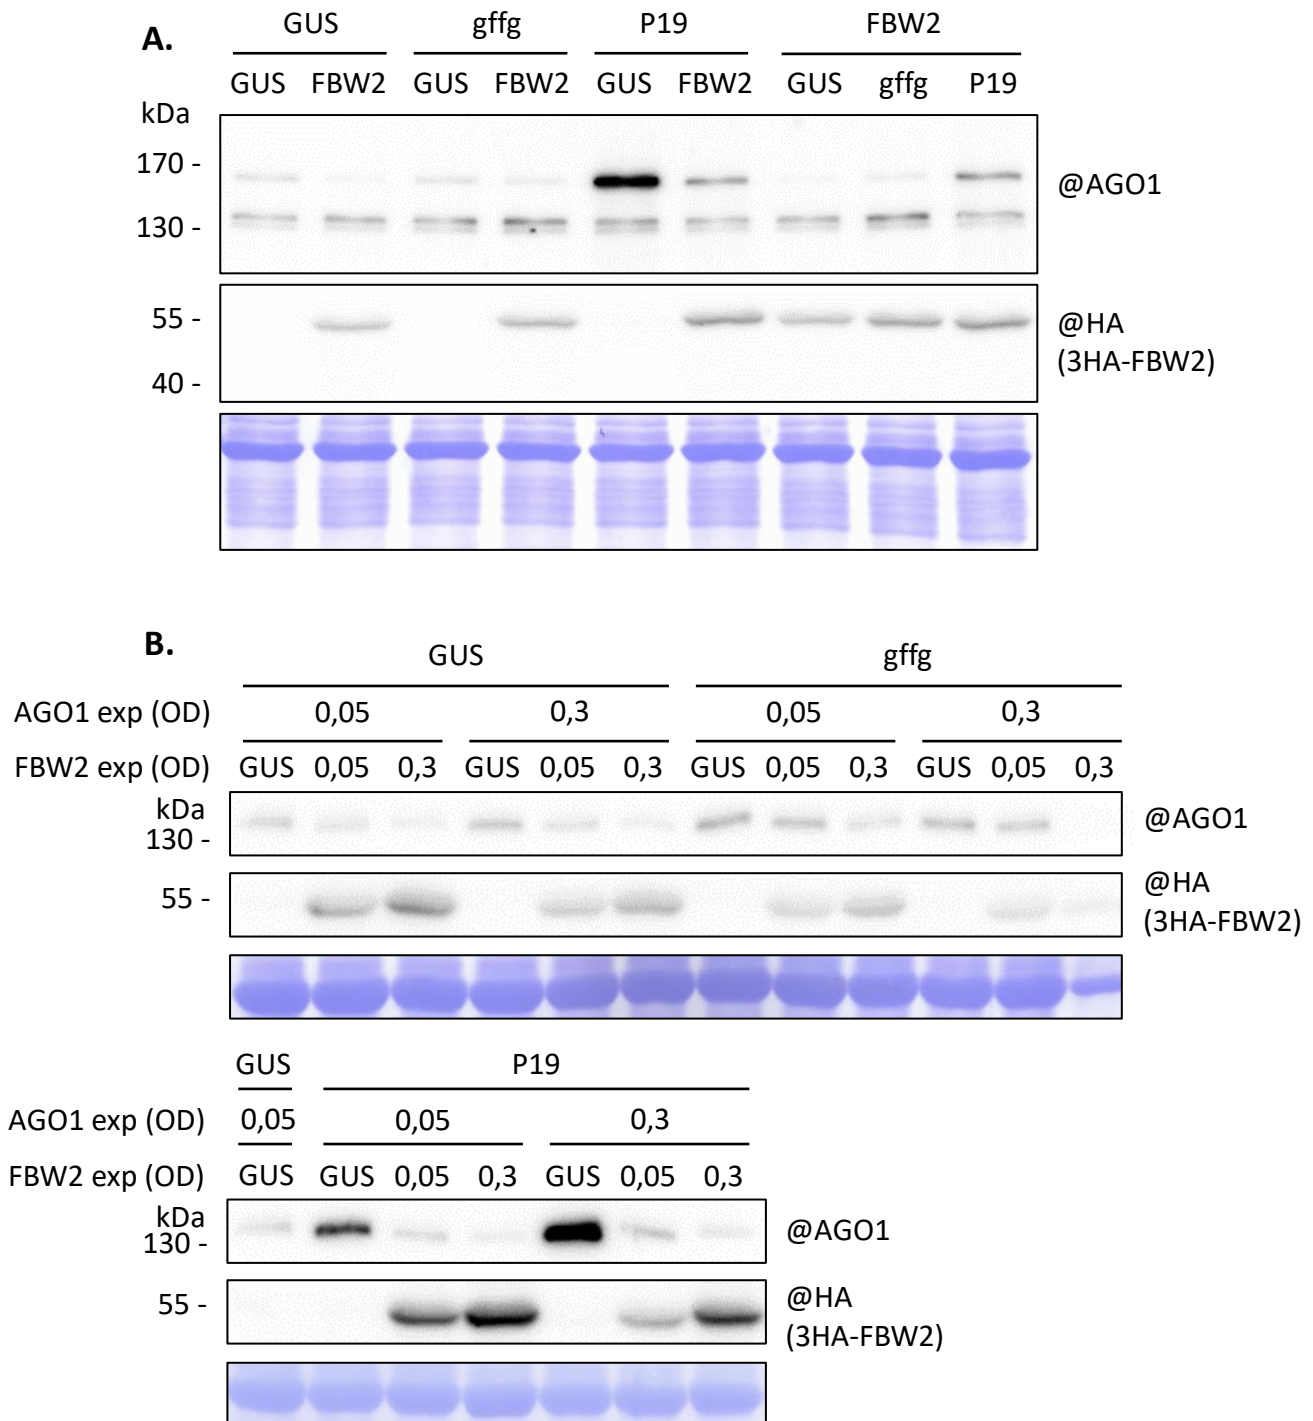 A.
GUS gffg P19 FBW2
GUS FBW2 GUS FBW2 GUS FBW2 GUS gffg P19
kDa
170 -
@AGO1
130 -
55 -
@HA
(3HA-FBW2)
40 -
B.
GUS gffg
AGO1 exp (OD) 0,05 0,3 0,05 0,3
FBW2 exp (OD) GUS 0,05 0,3 GUS 0,05 0,3 GUS 0,05 0,3 GUS 0,05 0,3
kDa
130 -
@AGO1
55 -
@HA
(3HA-FBW2)
GUS P19
AGO1 exp (OD) 0,05 0,05 0,3
FBW2 exp (OD) GUS GUS 0,05 0,3 GUS 0,05 0,3
kDa
130 -
@AGO1
55 -
@HA
(3HA-FBW2)